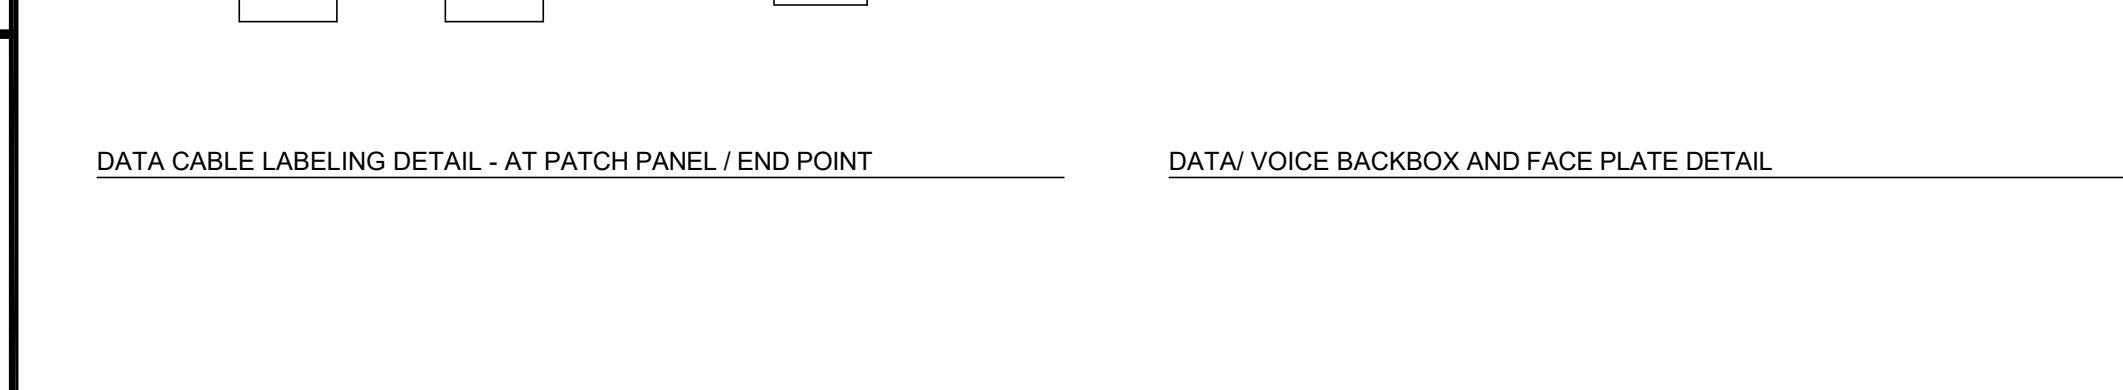 DATA CABLE LABELING DETAIL - AT PATCH PANEL / END POINT
DATA/ VOICE BACKBOX AND FACE PLATE DETAIL